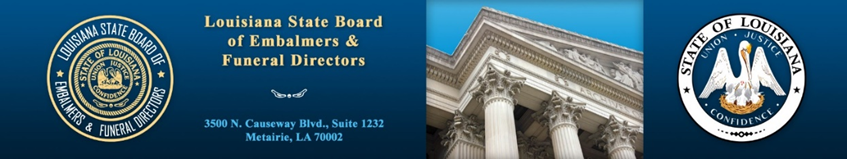 LOUISIANA STATE BOARD OF
EMBALMERS & FUNERAL DIRECTORS
STATE OF LOUISIANA
UNION JUSTICE
CONFIDENCE
Louisiana State Board
of Embalmers &
Funeral Directors
3500 N. Causeway Blvd., Suite 1232
Metairie, LA 70002
STATE OF LOUISIANA
UNION · JUSTICE
CONFIDENCE